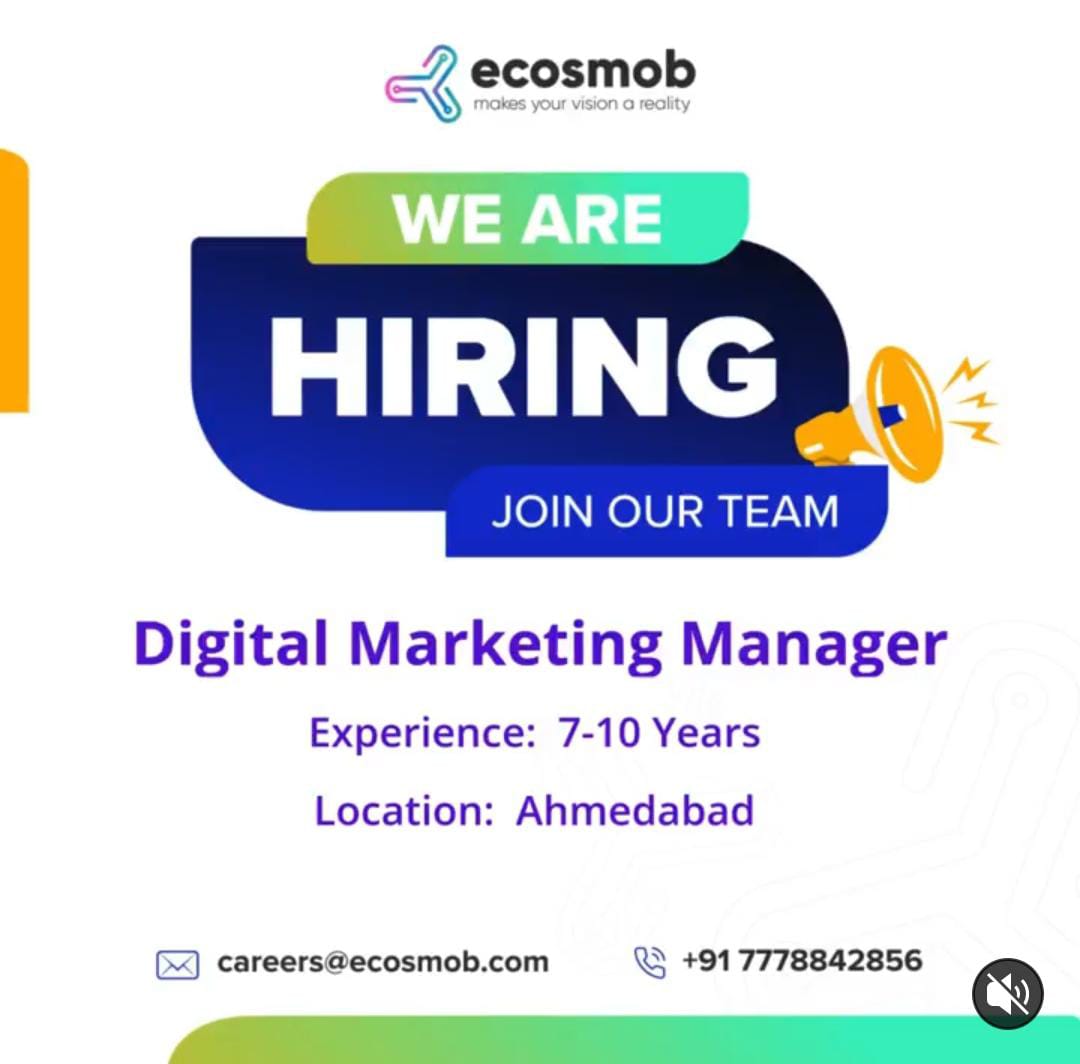 ecosmob
makes your vision a reality
WE ARE
HIRING
JOIN OUR TEAM
Digital Marketing Manager
Experience: 7-10 Years
Location: Ahmedabad
careers@ecosmob.com
+91 7778842856